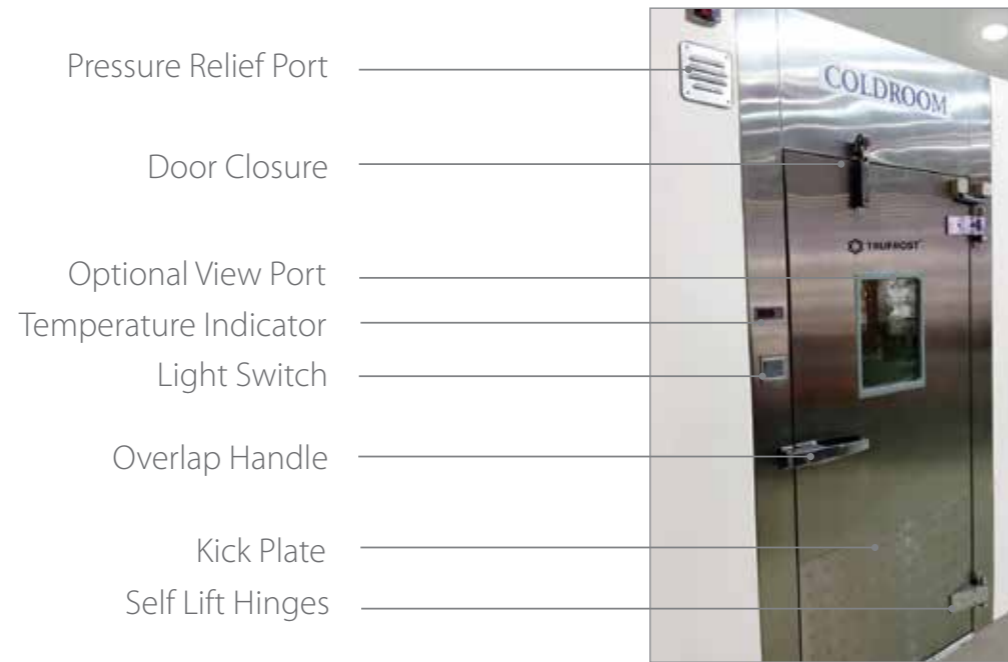 Pressure Relief Port
COLDROOM
Door Closure
TRUFROST
Optional View Port
Temperature Indicator
Light Switch
Overlap Handle
Kick Plate
Self Lift Hinges